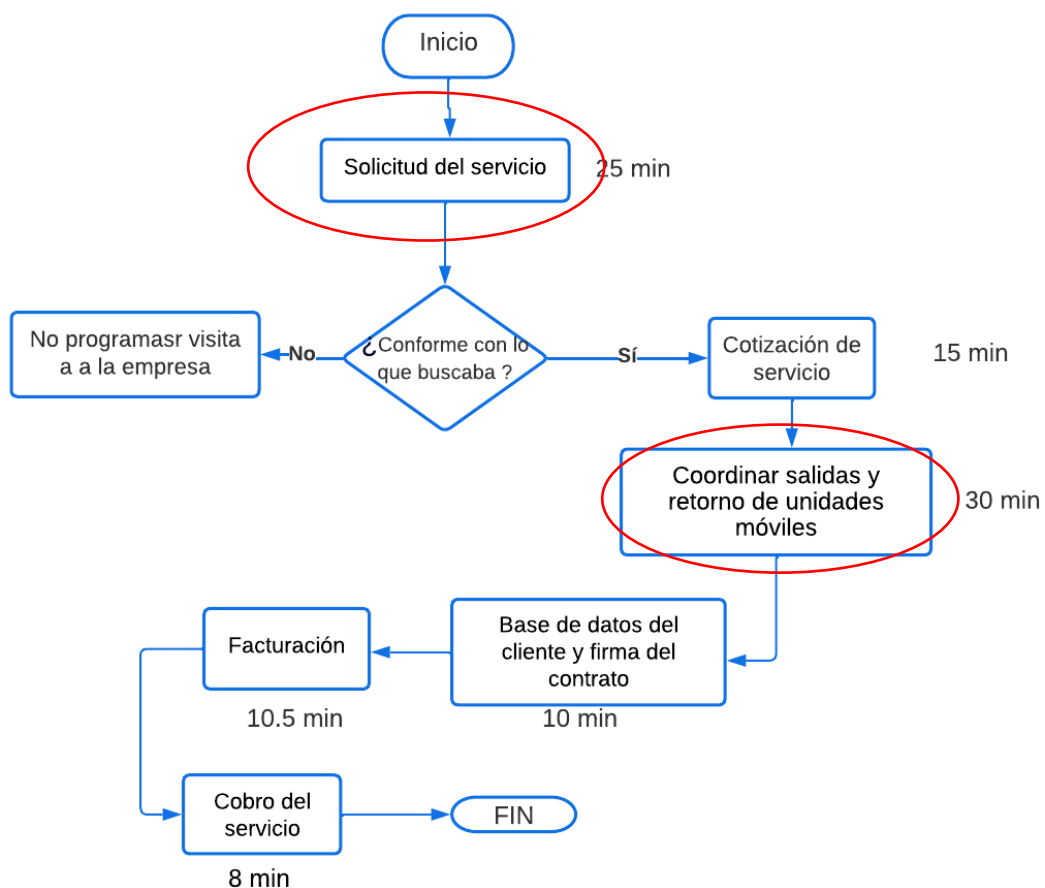 Inicio
Solicitud del servicio
25 min
¿Conforme con lo
que buscaba ?
No
No programasr visita
a a la empresa
Sí
Cotización de
servicio
15 min
Coordinar salidas y
retorno de unidades
móviles
30 min
Base de datos del
cliente y firma del
contrato
10 min
Facturación
10.5 min
Cobro del
servicio
8 min
FIN